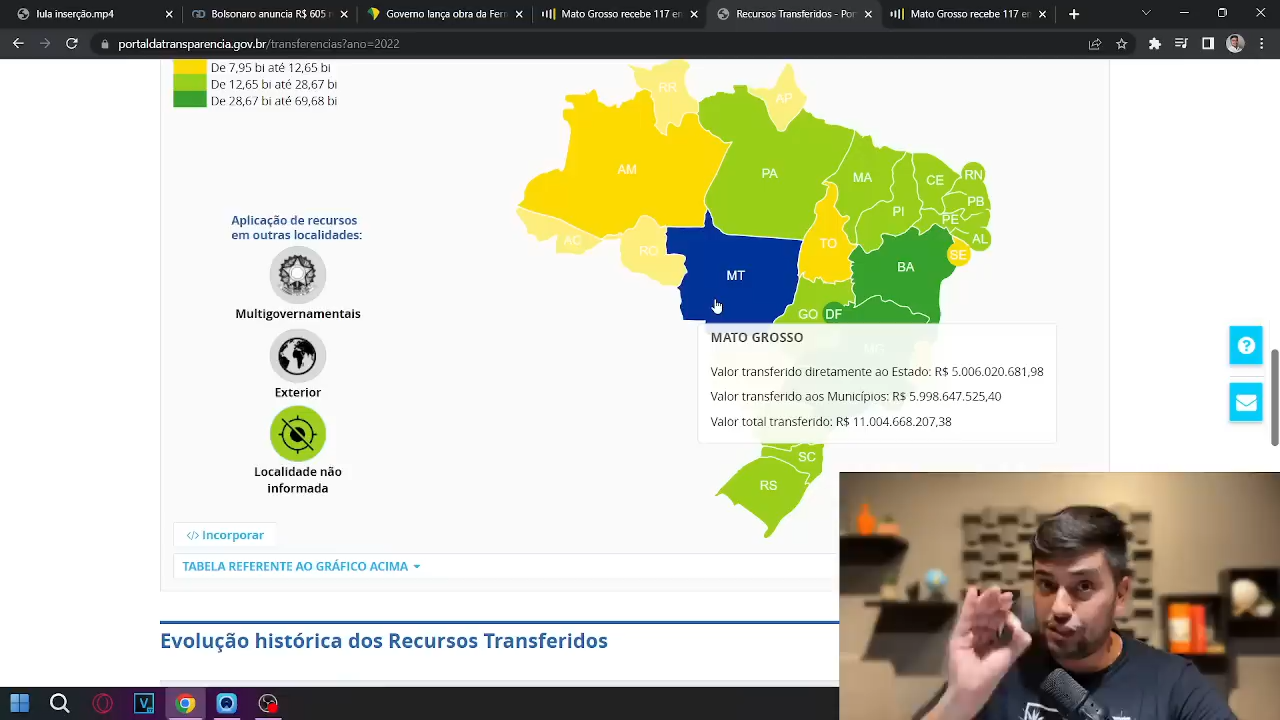 lula inserção.mp4
Bolsonaro anuncia R$ 605
Governo lança obra da Fer
Mato Grosso recebe 117 en
Recursos Transferidos - Por
Mato Grosso recebe 117 en
portaldatransparencia.gov.br/transferencias?ano=2022
De 7,95 bi até 12,65 bi
De 12,65 bi até 28,67 bi
De 28,67 bi até 69,68 bi
RR
AP
AM
PA
MA
CE
RN
PI
PB
PE
AC
RO
TO
AL
SE
MT
BA
GO
DF
MG
Aplicação de recursos
em outras localidades:
Multigovernamentais
Exterior
Localidade não
informada
MATO GROSSO
Valor transferido diretamente ao Estado: R$ 5.006.020.681,98
Valor transferido aos Municípios: R$ 5.998.647.525,40
Valor total transferido: R$ 11.004.668.207,38
SC
RS
</> Incorporar
TABELA REFERENTE AO GRÁFICO ACIMA
Evolução histórica dos Recursos Transferidos